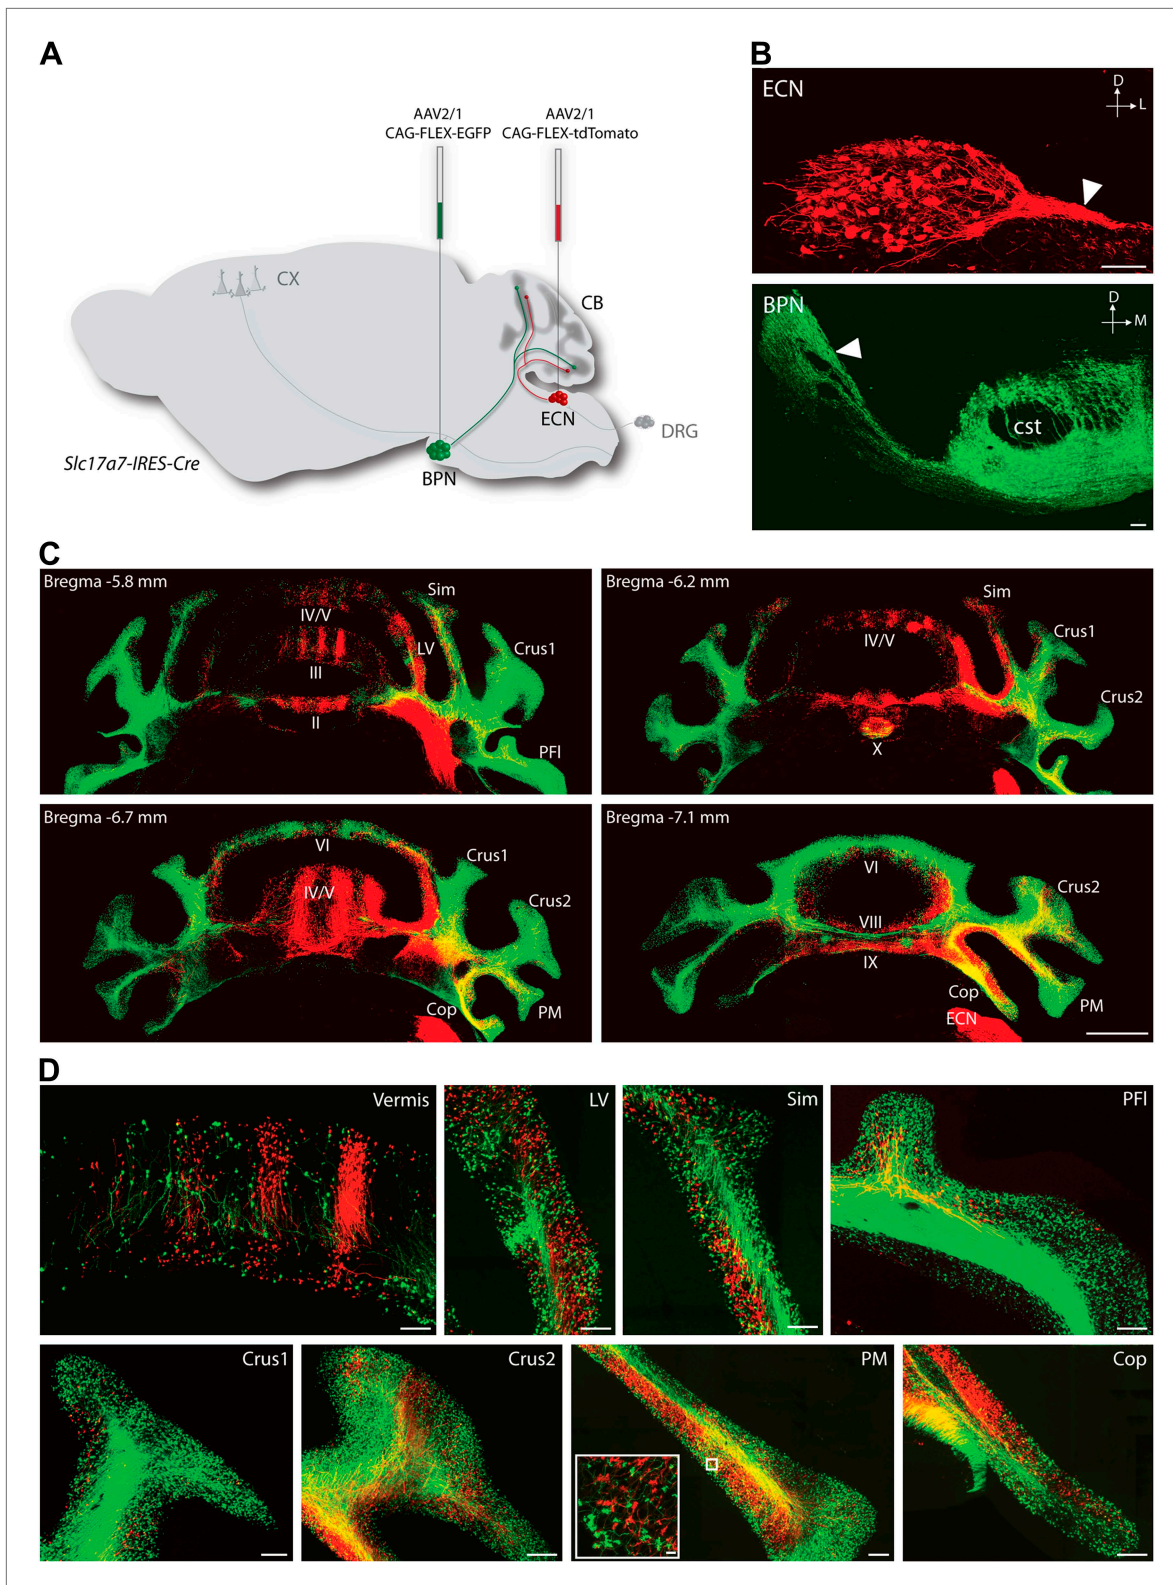 A
AAV2/1
CAG-FLEX-EGFP
AAV2/1
CAG-FLEX-tdTomato
CX
CB
ECN
DRG
BPN
Slc17a7-IRES-Cre
B
ECN
D
L
BPN
D
M
cst
C
Bregma -5.8 mm
Sim
IV/V
LV
Crus1
III
II
PFl
Bregma -6.2 mm
Sim
IV/V
Crus1
Crus2
X
Bregma -6.7 mm
VI
Crus1
IV/V
Crus2
Cop
PM
Bregma -7.1 mm
VI
Crus2
VIII
IX
Cop
PM
ECN
D
Vermis
LV
Sim
PFl
Crus1
Crus2
PM
Cop